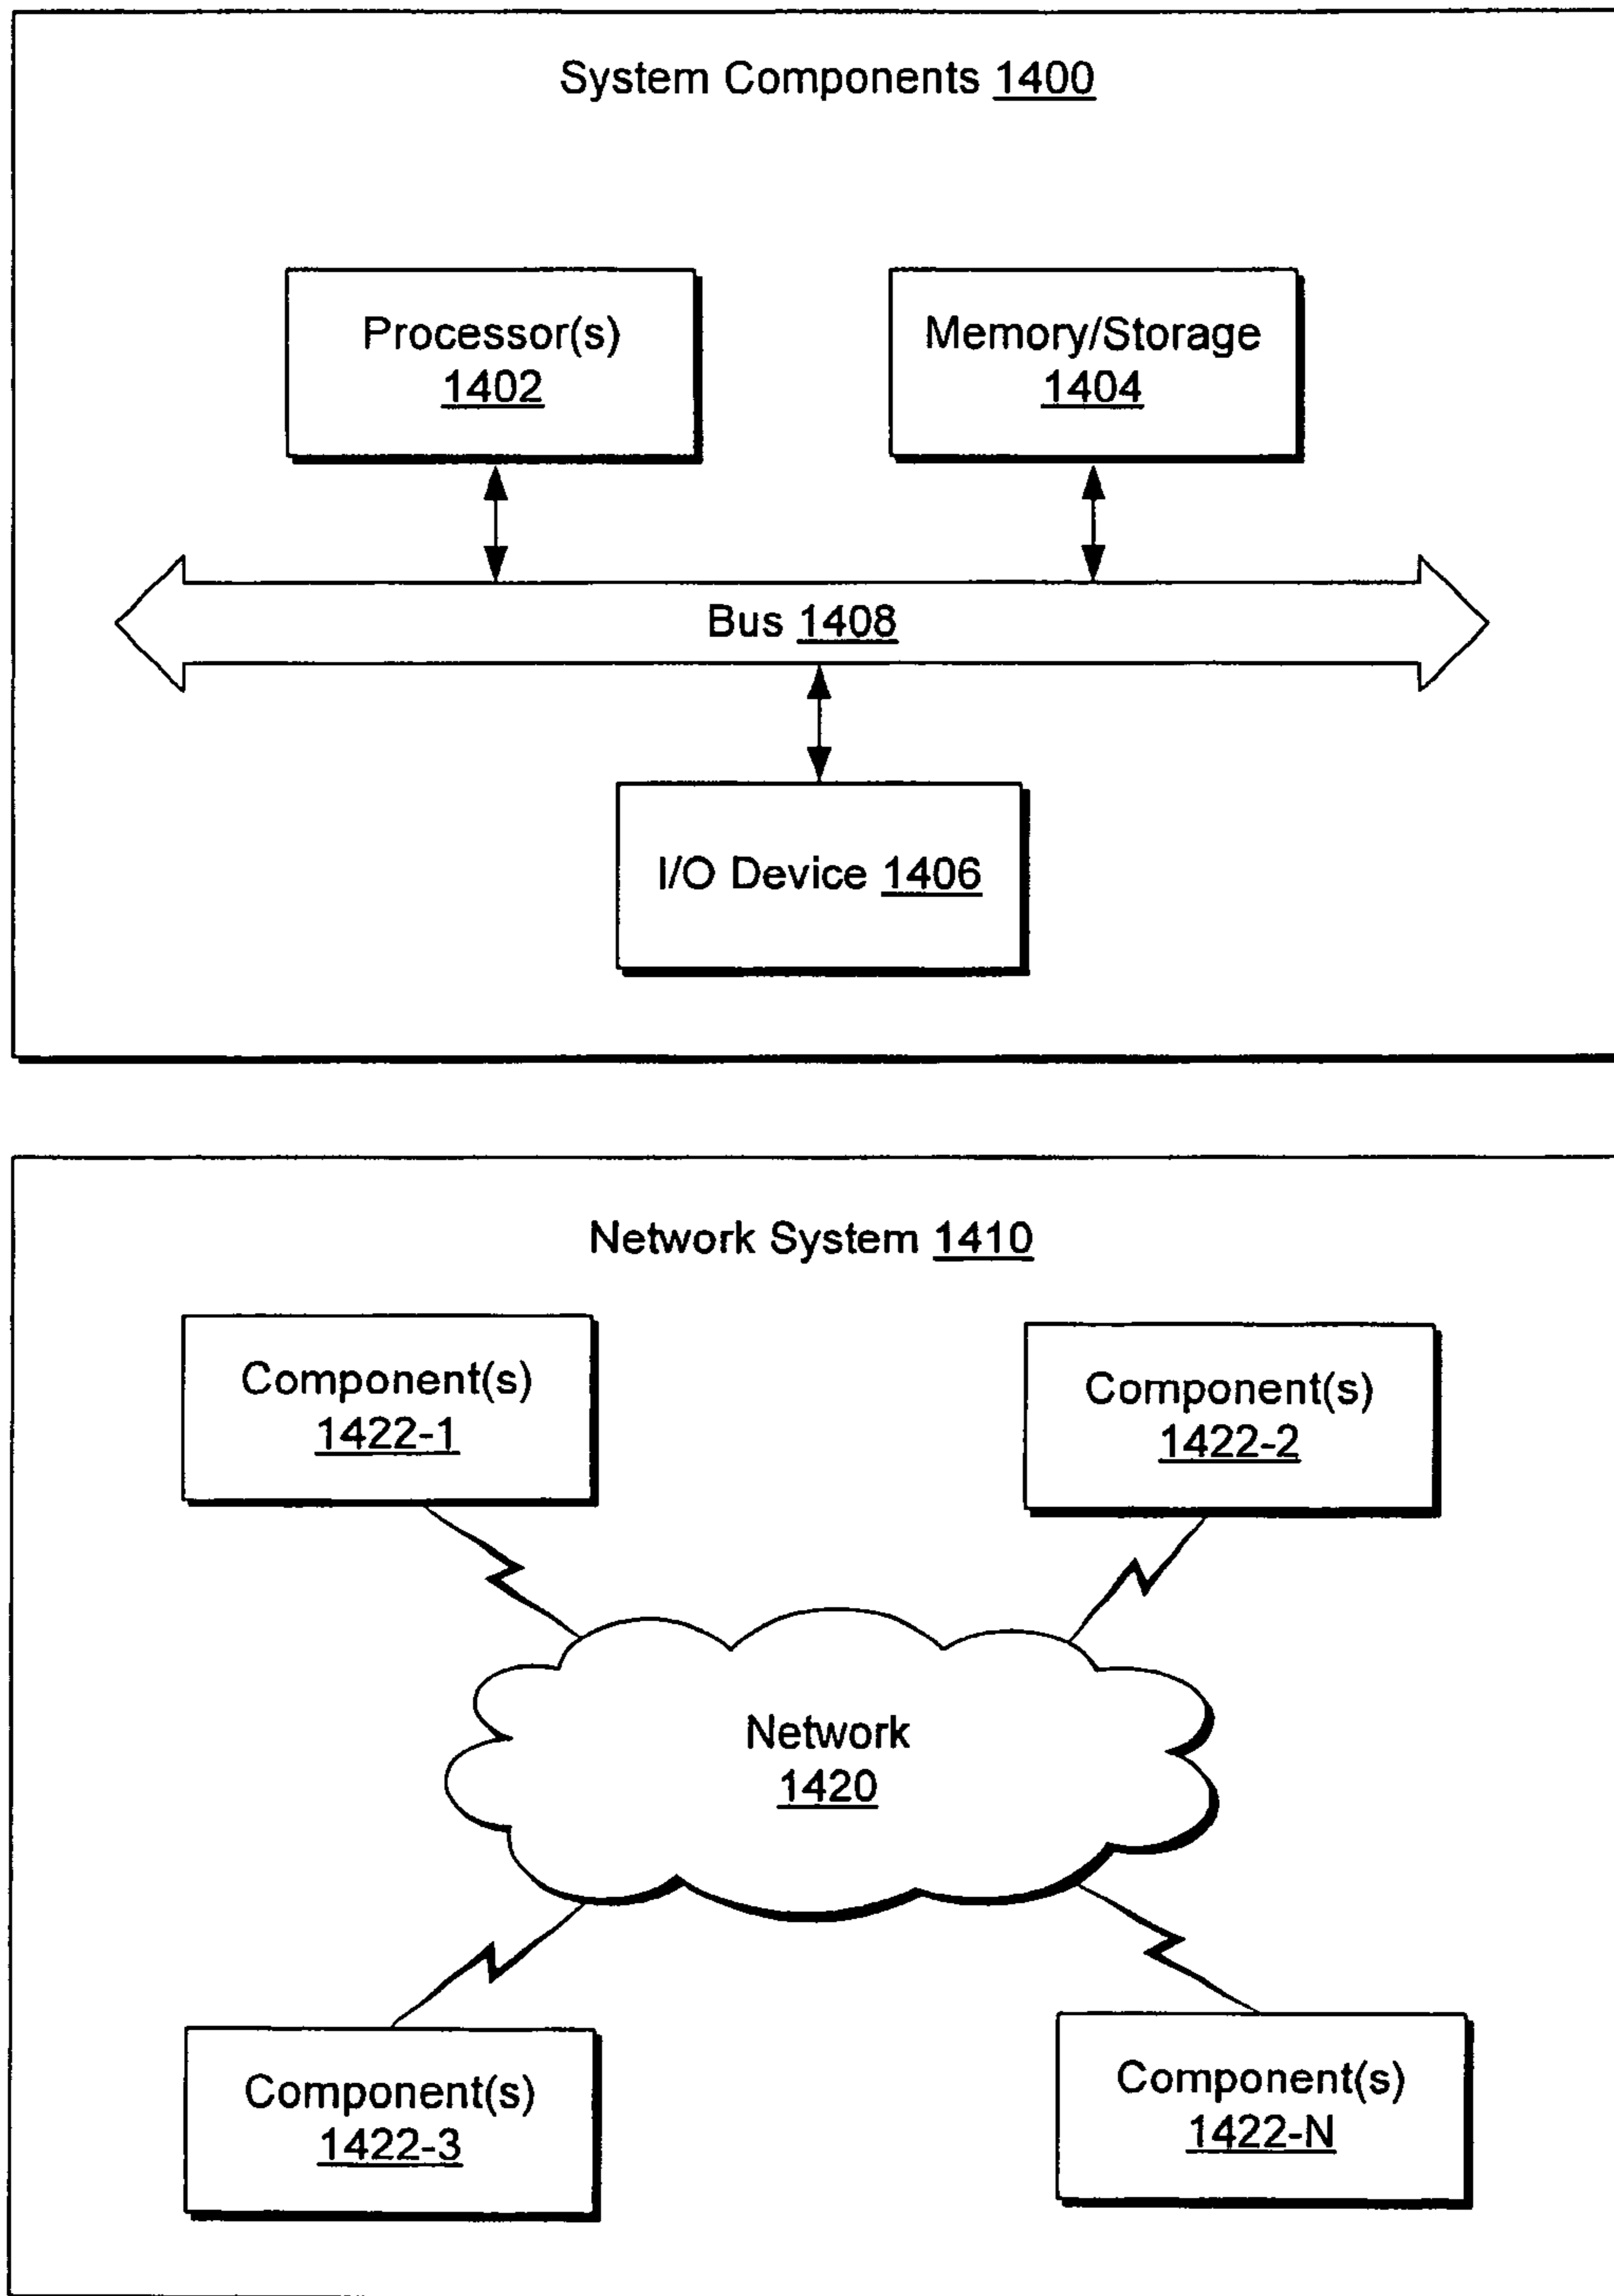 System Components 1400
Processor(s)
1402
Memory/Storage
1404
Bus 1408
I/O Device 1406
Network System 1410
Component(s)
1422-1
Component(s)
1422-2
Network
1420
Component(s)
1422-3
Component(s)
1422-N